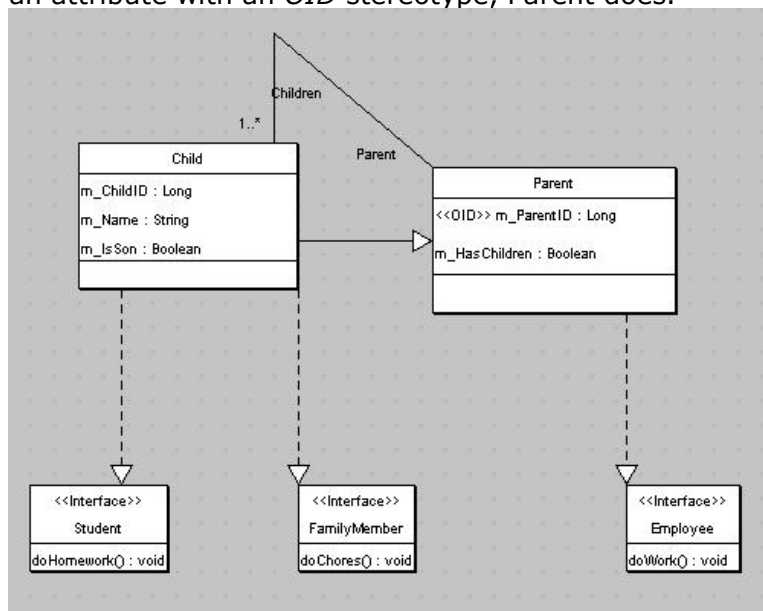 an attribute with an OID stereotype, Parent does.
Children
1..*
Parent
Child
m_ChildID : Long
m_Name : String
m_IsSon : Boolean
Parent
<<OID>> m_ParentID : Long
m_HasChildren : Boolean
<<Interface>>
Student
doHomework() : void
<<Interface>>
FamilyMember
doChores() : void
<<Interface>>
Employee
doWork() : void